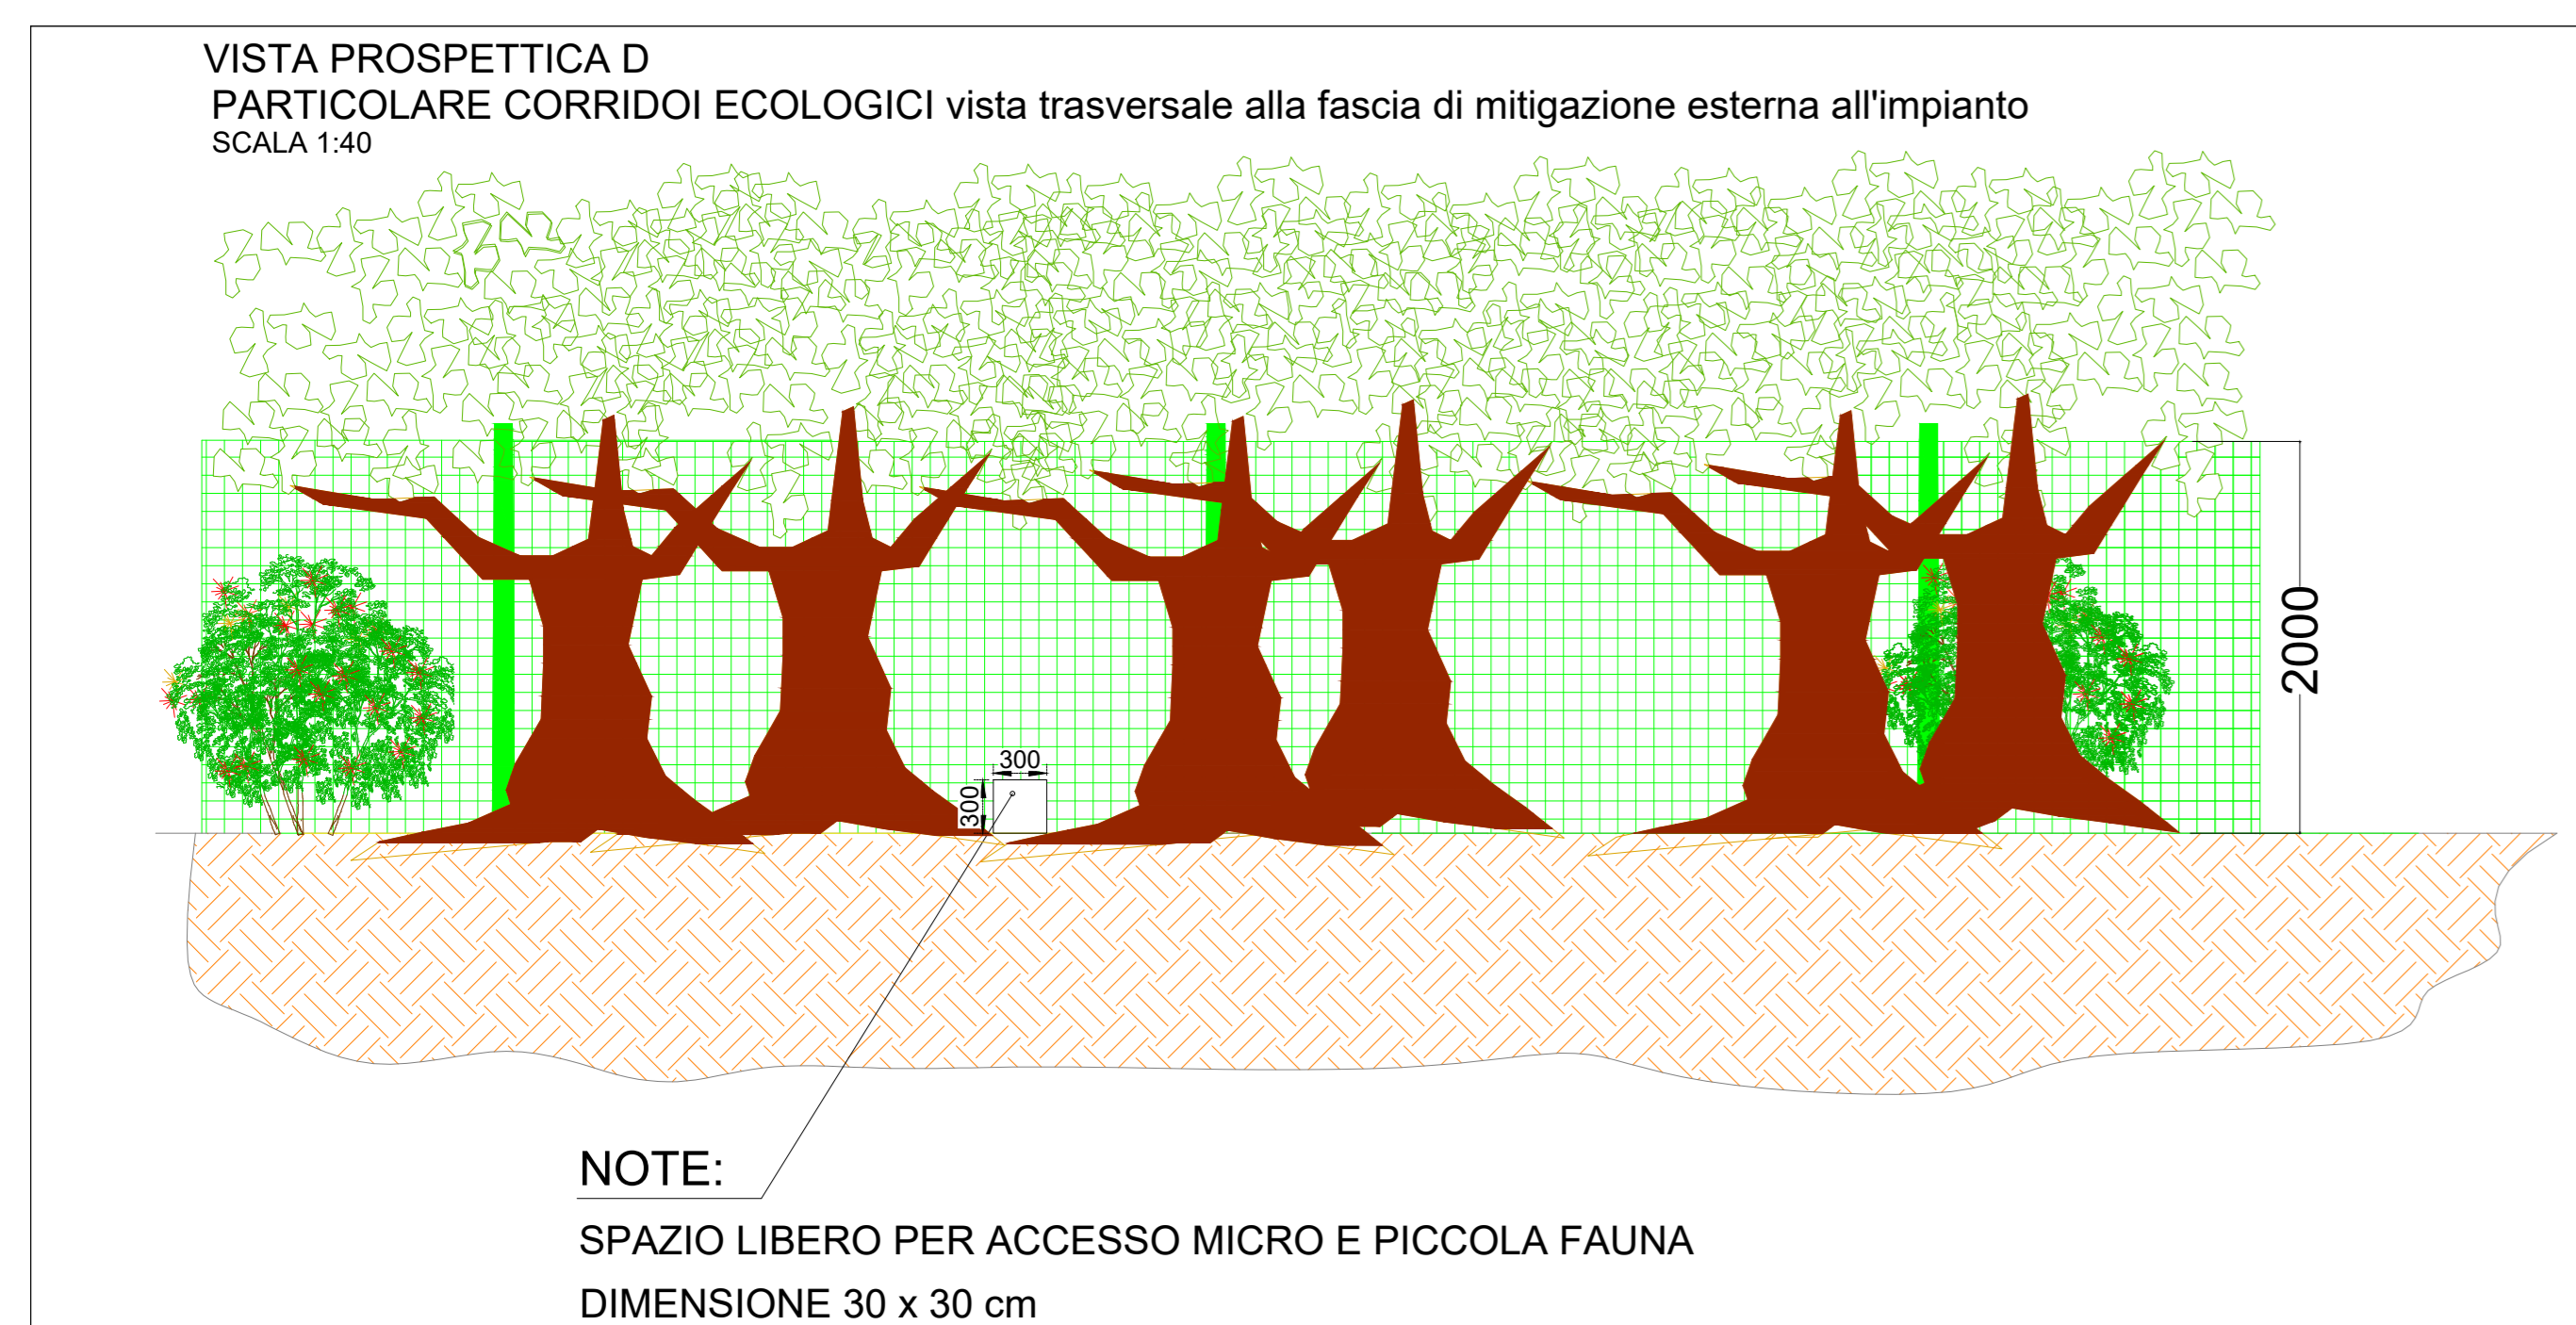 VISTA PROSPETTICA D
PARTICOLARE CORRIDOI ECOLOGICI vista trasversale alla fascia di mitigazione esterna all'impianto
SCALA 1:40
2000
300
300
NOTE:
SPAZIO LIBERO PER ACCESSO MICRO E PICCOLA FAUNA
DIMENSIONE 30 x 30 cm